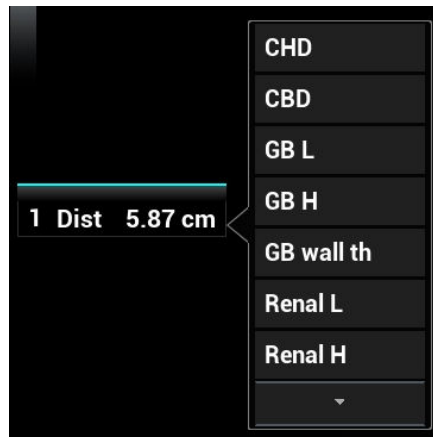 1 Dist 5.87 cm
CHD
CBD
GB L
GB H
GB wall th
Renal L
Renal H